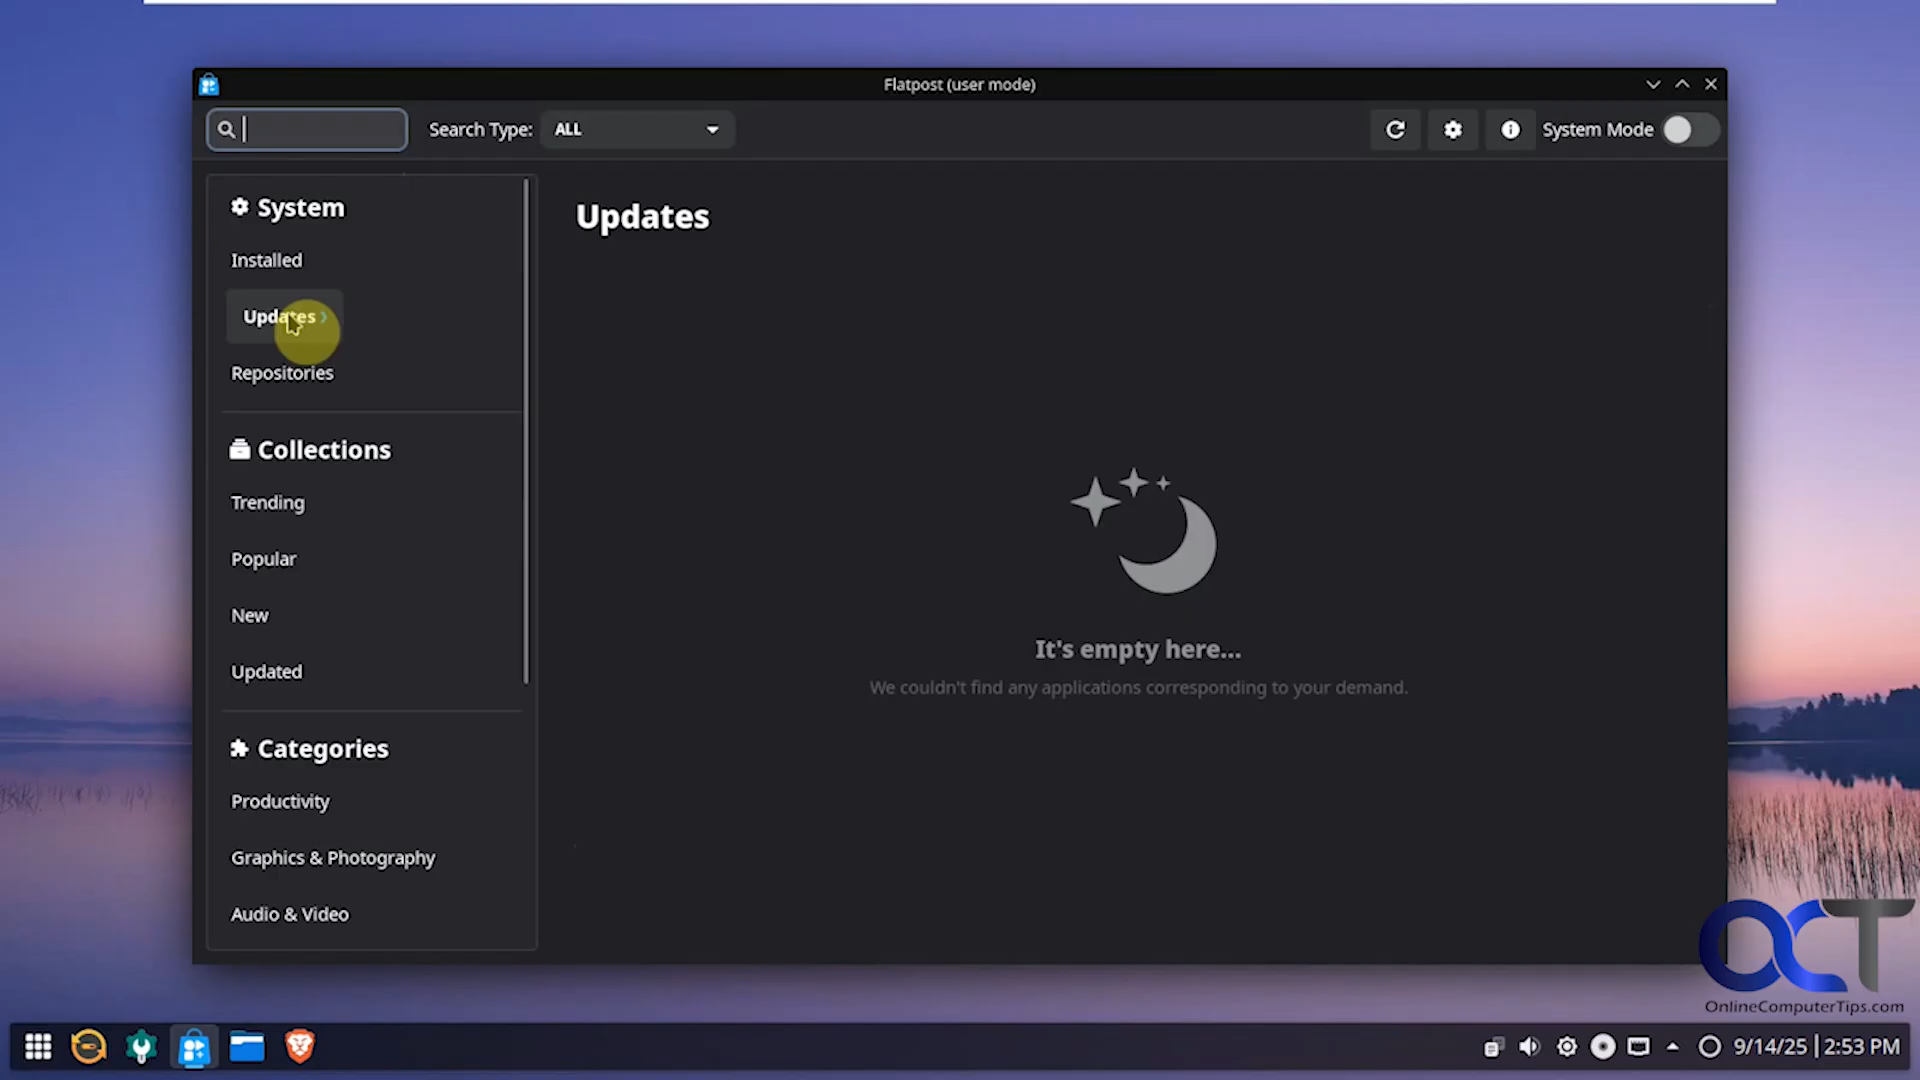 Flatpost (user mode)
Search Type: ALL
System Mode
System
Installed
Updates
Repositories
Collections
Trending
Popular
New
Updated
Categories
Productivity
Graphics & Photography
Audio & Video
Updates
It's empty here...
We couldn't find any applications corresponding to your demand.
OCT
OnlineComputerTips.com
9/14/25 | 2:53 PM